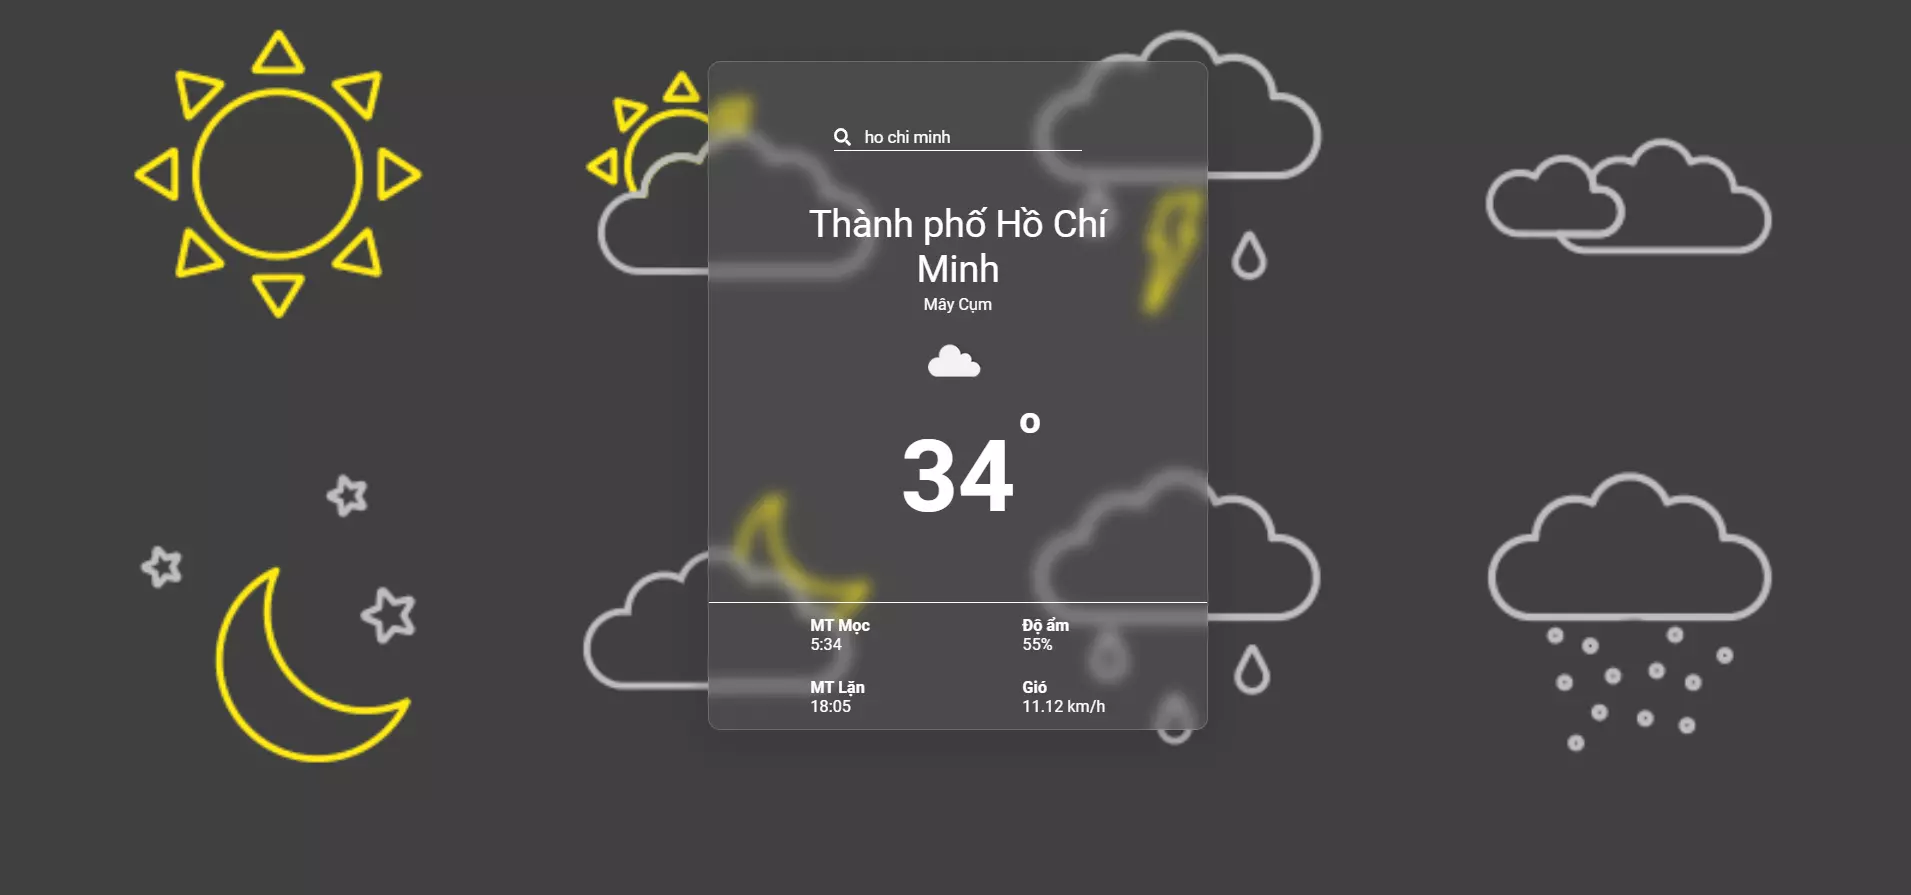 ho chi minh
Thành phố Hồ Chí
Minh
Mây Cụm
34°
MT Mọc
5:34
Độ ẩm
55%
MT Lặn
18:05
Gió
11.12 km/h